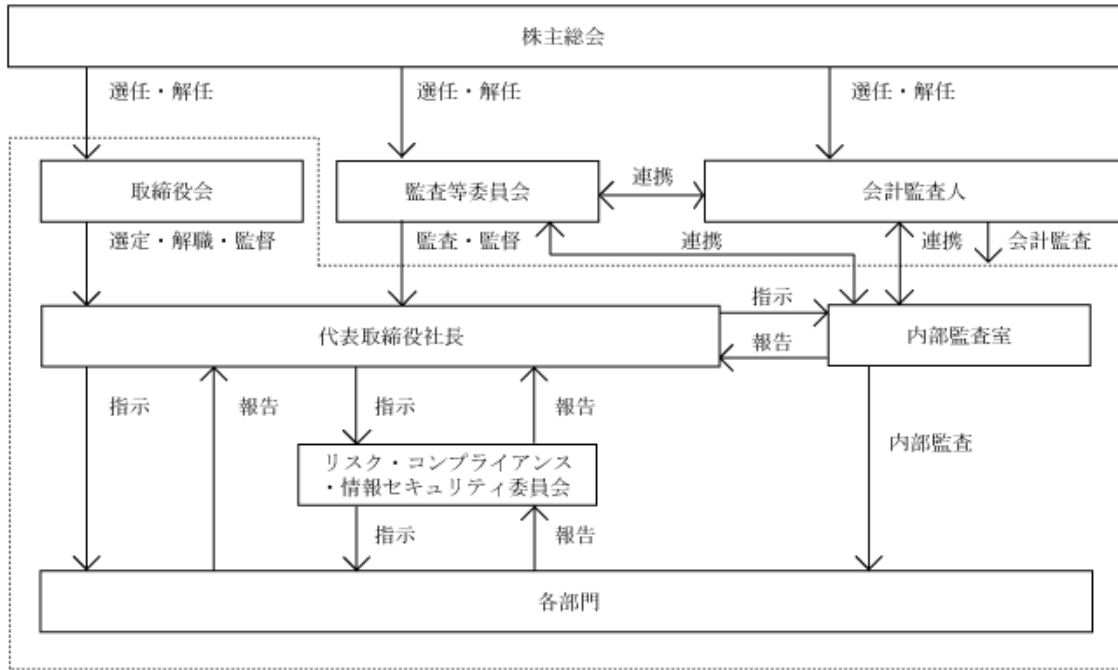 株主総会
選任・解任
選任・解任
選任・解任
取締役会
監査等委員会
連携
会計監査人
選定・解職・監督
監査・監督
連携
連携
会計監査
代表取締役社長
指示
報告
内部監査室
指示
報告
指示
報告
内部監査
リスク・コンプライアンス
・情報セキュリティ委員会
指示
報告
各部門